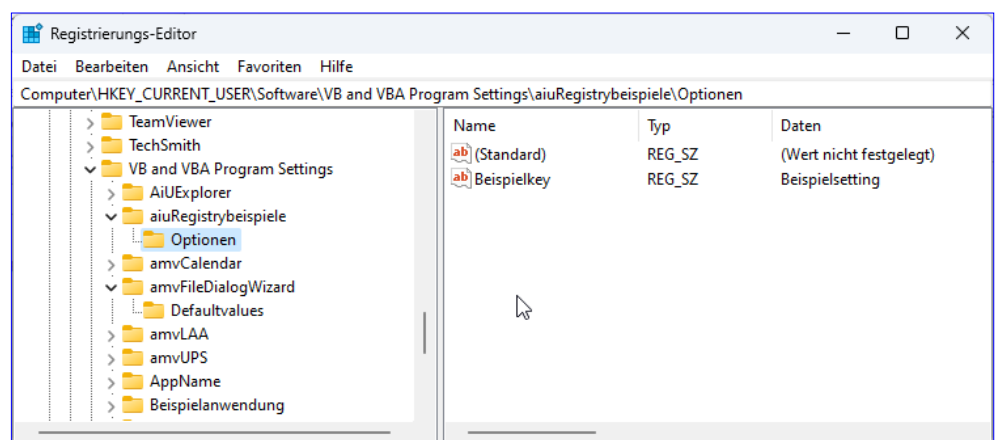 Registrierungs-Editor
Datei Bearbeiten Ansicht Favoriten Hilfe
Computer\HKEY_CURRENT_USER\Software\VB and VBA Program Settings\aiuRegistrybeispiele\Optionen
TeamViewer
TechSmith
VB and VBA Program Settings
AiUExplorer
aiuRegistrybeispiele
Optionen
amvCalendar
amvFileDialogWizard
Defaultvalues
amvLAA
amvUPS
AppName
Beispielanwendung
Name Typ Daten
ab (Standard) REG_SZ (Wert nicht festgelegt)
ab Beispielkey REG_SZ Beispielsetting